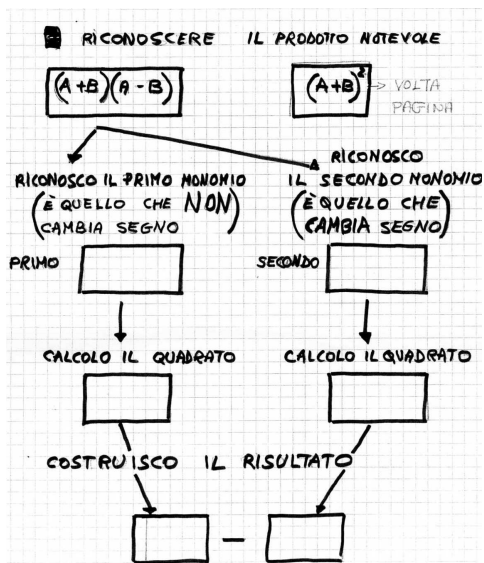 RICONOSCERE IL PRODOTTO NOTEVOLE
(A+B)(A-B)
(A+B)² → VOLTA
PAGINA
RICONOSCO IL PRIMO MONOMIO
(È QUELLO CHE NON
CAMBIA SEGNO)
RICONOSCO
IL SECONDO MONOMIO
(È QUELLO CHE
CAMBIA SEGNO)
PRIMO
SECONDO
CALCOLO IL QUADRATO
CALCOLO IL QUADRATO
COSTRUISCO IL RISULTATO
-